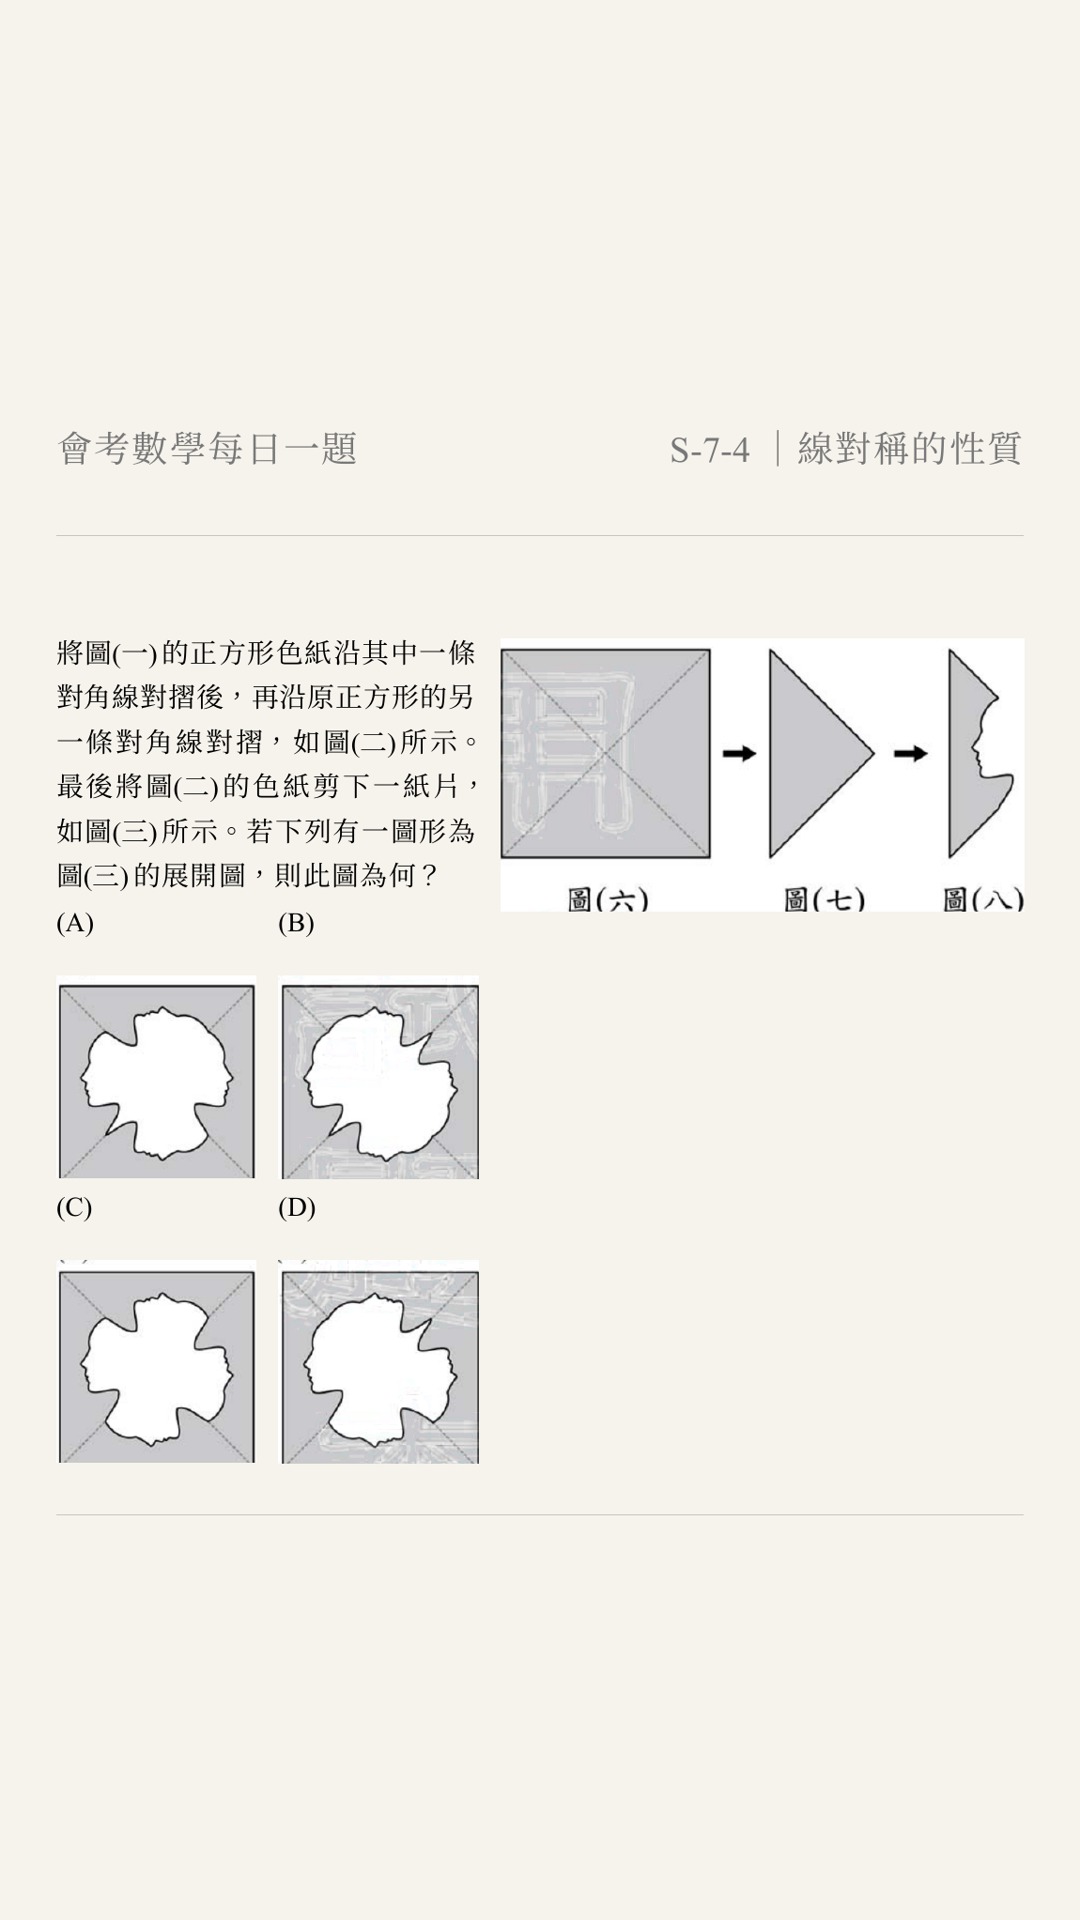 會考數學每日一題
S-7-4 ｜線對稱的性質
將圖(一)的正方形色紙沿其中一條
對角線對摺後，再沿原正方形的另
一條對角線對摺，如圖(二)所示。
最後將圖(二)的色紙剪下一紙片，
如圖(三)所示。若下列有一圖形為
圖(三)的展開圖，則此圖為何？
圖(六)
圖(七)
圖(八)
(A)
(B)
(C)
(D)